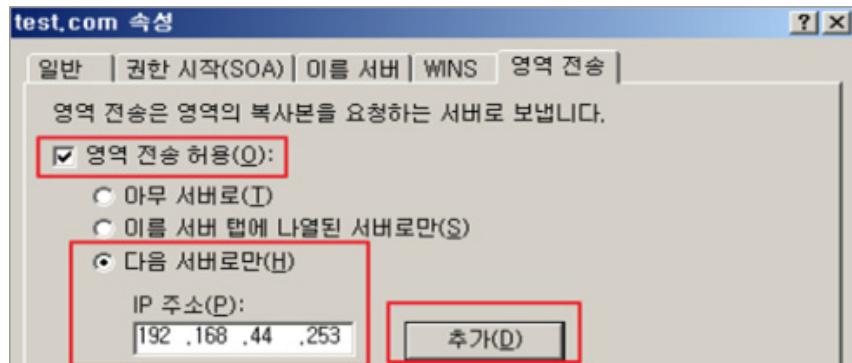 test.com 속성
일반 권한 시작(SOA) 이름 서버 WINS 영역 전송
영역 전송은 영역의 복사본을 요청하는 서버로 보냅니다.
영역 전송 허용(O):
아무 서버로(T)
이름 서버 탭에 나열된 서버로만(S)
다음 서버로만(H)
IP 주소(P):
192 .168 .44 .253 추가(D)